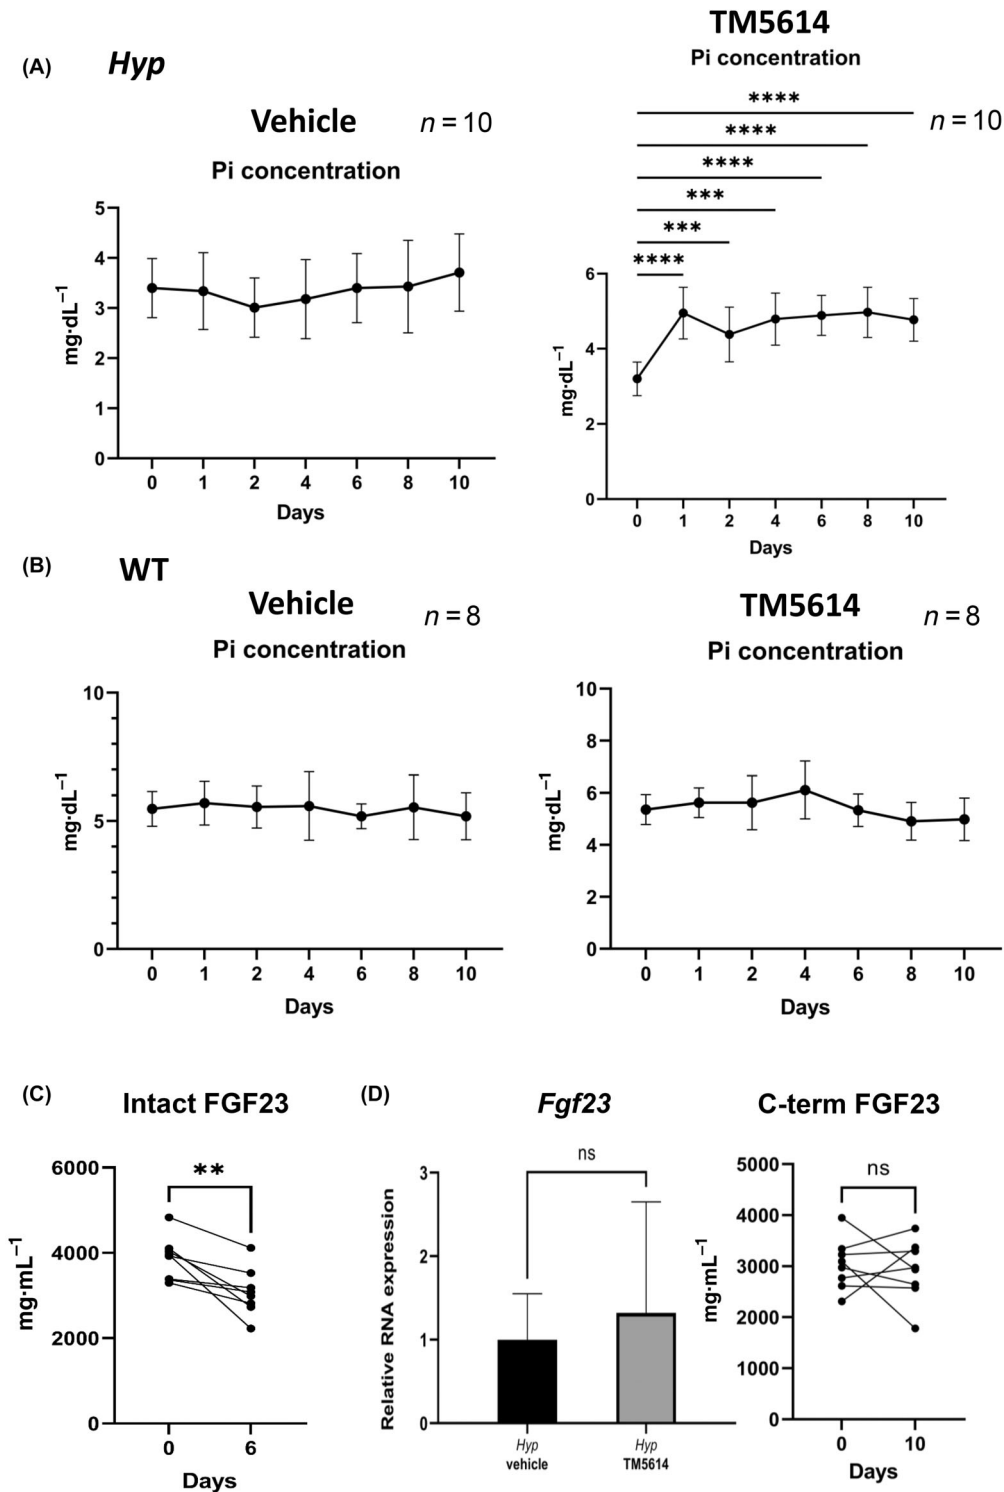 (A) Hyp
Vehicle n = 10
Pi concentration
5
4
3
2
1
0
mg·dL⁻¹
0 1 2 4 6 8 10
Days
TM5614
Pi concentration
n = 10
****
****
****
***
***
****
6
4
2
0
mg·dL⁻¹
0 1 2 4 6 8 10
Days
(B) WT
Vehicle n = 8
Pi concentration
10
5
0
mg·dL⁻¹
0 1 2 4 6 8 10
Days
TM5614 n = 8
Pi concentration
10
8
6
4
2
0
mg·dL⁻¹
0 1 2 4 6 8 10
Days
(C) Intact FGF23
**
6000
4000
2000
0
mg·mL⁻¹
0 6
Days
(D) Fgf23
ns
3
2
1
0
Relative RNA expression
Hyp Hyp
vehicle TM5614
C-term FGF23
ns
5000
4000
3000
2000
1000
0
mg·mL⁻¹
0 10
Days